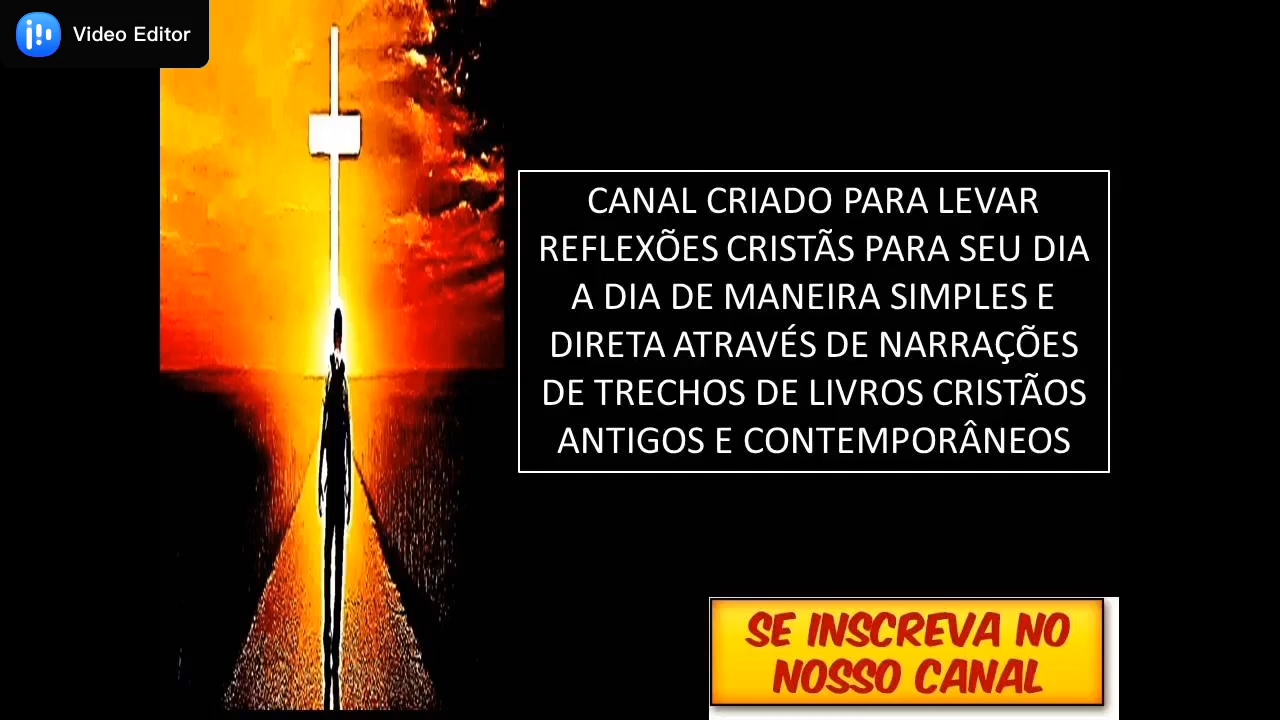 Video Editor
CANAL CRIADO PARA LEVAR
REFLEXÕES CRISTÃS PARA SEU DIA
A DIA DE MANEIRA SIMPLES E
DIRETA ATRAVÉS DE NARRAÇÕES
DE TRECHOS DE LIVROS CRISTÃOS
ANTIGOS E CONTEMPORÂNEOS
SE INSCREVA NO
NOSSO CANAL